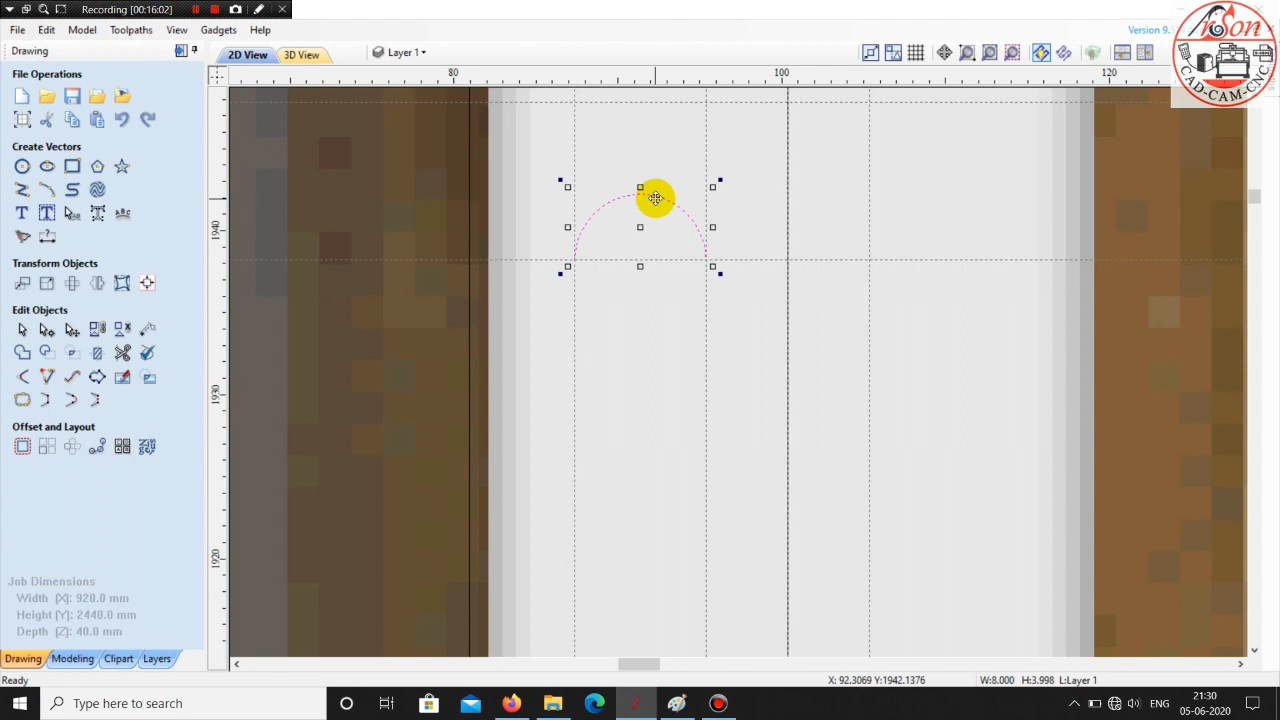 Recording [00:16:02]
File Edit Model Toolpaths View Gadgets Help
Version 9.
Drawing
2D View 3D View Layer 1
ArSon
CAD-CAM-CNC
80 100 120
File Operations
Create Vectors
Transform Objects
Edit Objects
Offset and Layout
1940
1930
1920
Job Dimensions
Width (X): 920.0 mm
Height (Y): 2440.0 mm
Depth (Z): 40.0 mm
Drawing Modeling Clipart Layers
Ready
X: 92.3069 Y:1942.1376
W:8.000 H:3.998 L:Layer 1
Type here to search
ENG
21:30
05-06-2020